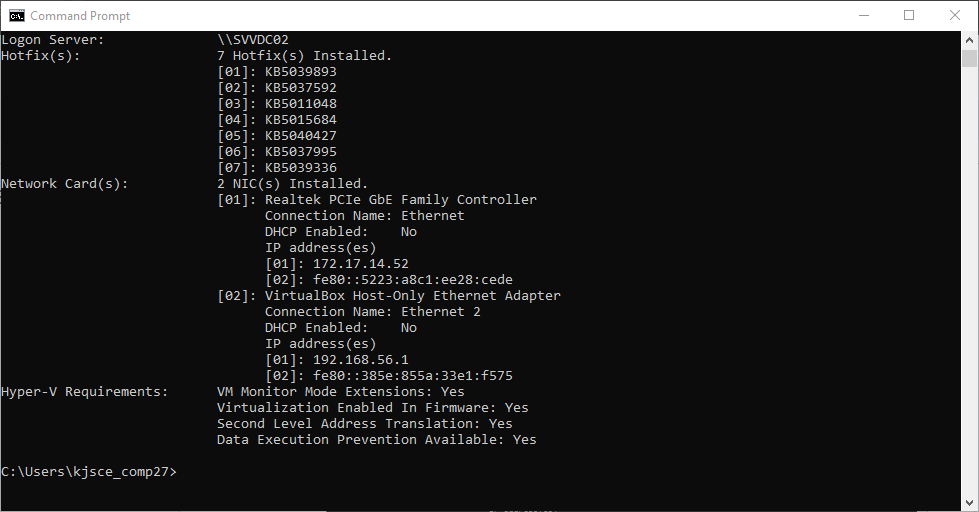 Command Prompt
Logon Server:              \\SVVDC02
Hotfix(s):                 7 Hotfix(s) Installed.
                           [01]: KB5039893
                           [02]: KB5037592
                           [03]: KB5011048
                           [04]: KB5015684
                           [05]: KB5040427
                           [06]: KB5037995
                           [07]: KB5039336
Network Card(s):           2 NIC(s) Installed.
                           [01]: Realtek PCIe GbE Family Controller
                                 Connection Name: Ethernet
                                 DHCP Enabled:    No
                                 IP address(es)
                                 [01]: 172.17.14.52
                                 [02]: fe80::5223:a8c1:ee28:cede
                           [02]: VirtualBox Host-Only Ethernet Adapter
                                 Connection Name: Ethernet 2
                                 DHCP Enabled:    No
                                 IP address(es)
                                 [01]: 192.168.56.1
                                 [02]: fe80::385e:855a:33e1:f575
Hyper-V Requirements:      VM Monitor Mode Extensions: Yes
                           Virtualization Enabled In Firmware: Yes
                           Second Level Address Translation: Yes
                           Data Execution Prevention Available: Yes
C:\Users\kjsce_comp27>